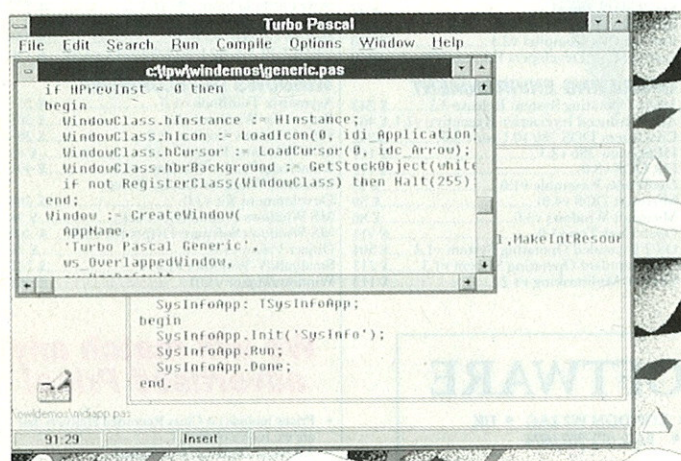 Turbo Pascal
File Edit Search Run Compile Options Window Help
c:\tpw\windemos\generic.pas
if HPrevInst = 0 then
begin
WindowClass.hInstance := HInstance;
WindowClass.hIcon := LoadIcon(0, idi_Application)
WindowClass.hCursor := LoadCursor(0, idc_Arrow);
WindowClass.hbrBackground := GetStockObject(white
if not RegisterClass(WindowClass) then Halt(255);
end;
Window := CreateWindow(
AppName,
'Turbo Pascal Generic',
ws_OverlappedWindow,
,MakeIntResour
SysInfoApp: TSysInfoApp;
begin
SysInfoApp.Init('SysInfo');
SysInfoApp.Run;
SysInfoApp.Done;
end.
\owldemos\midiapp.pas
91:29 Insert